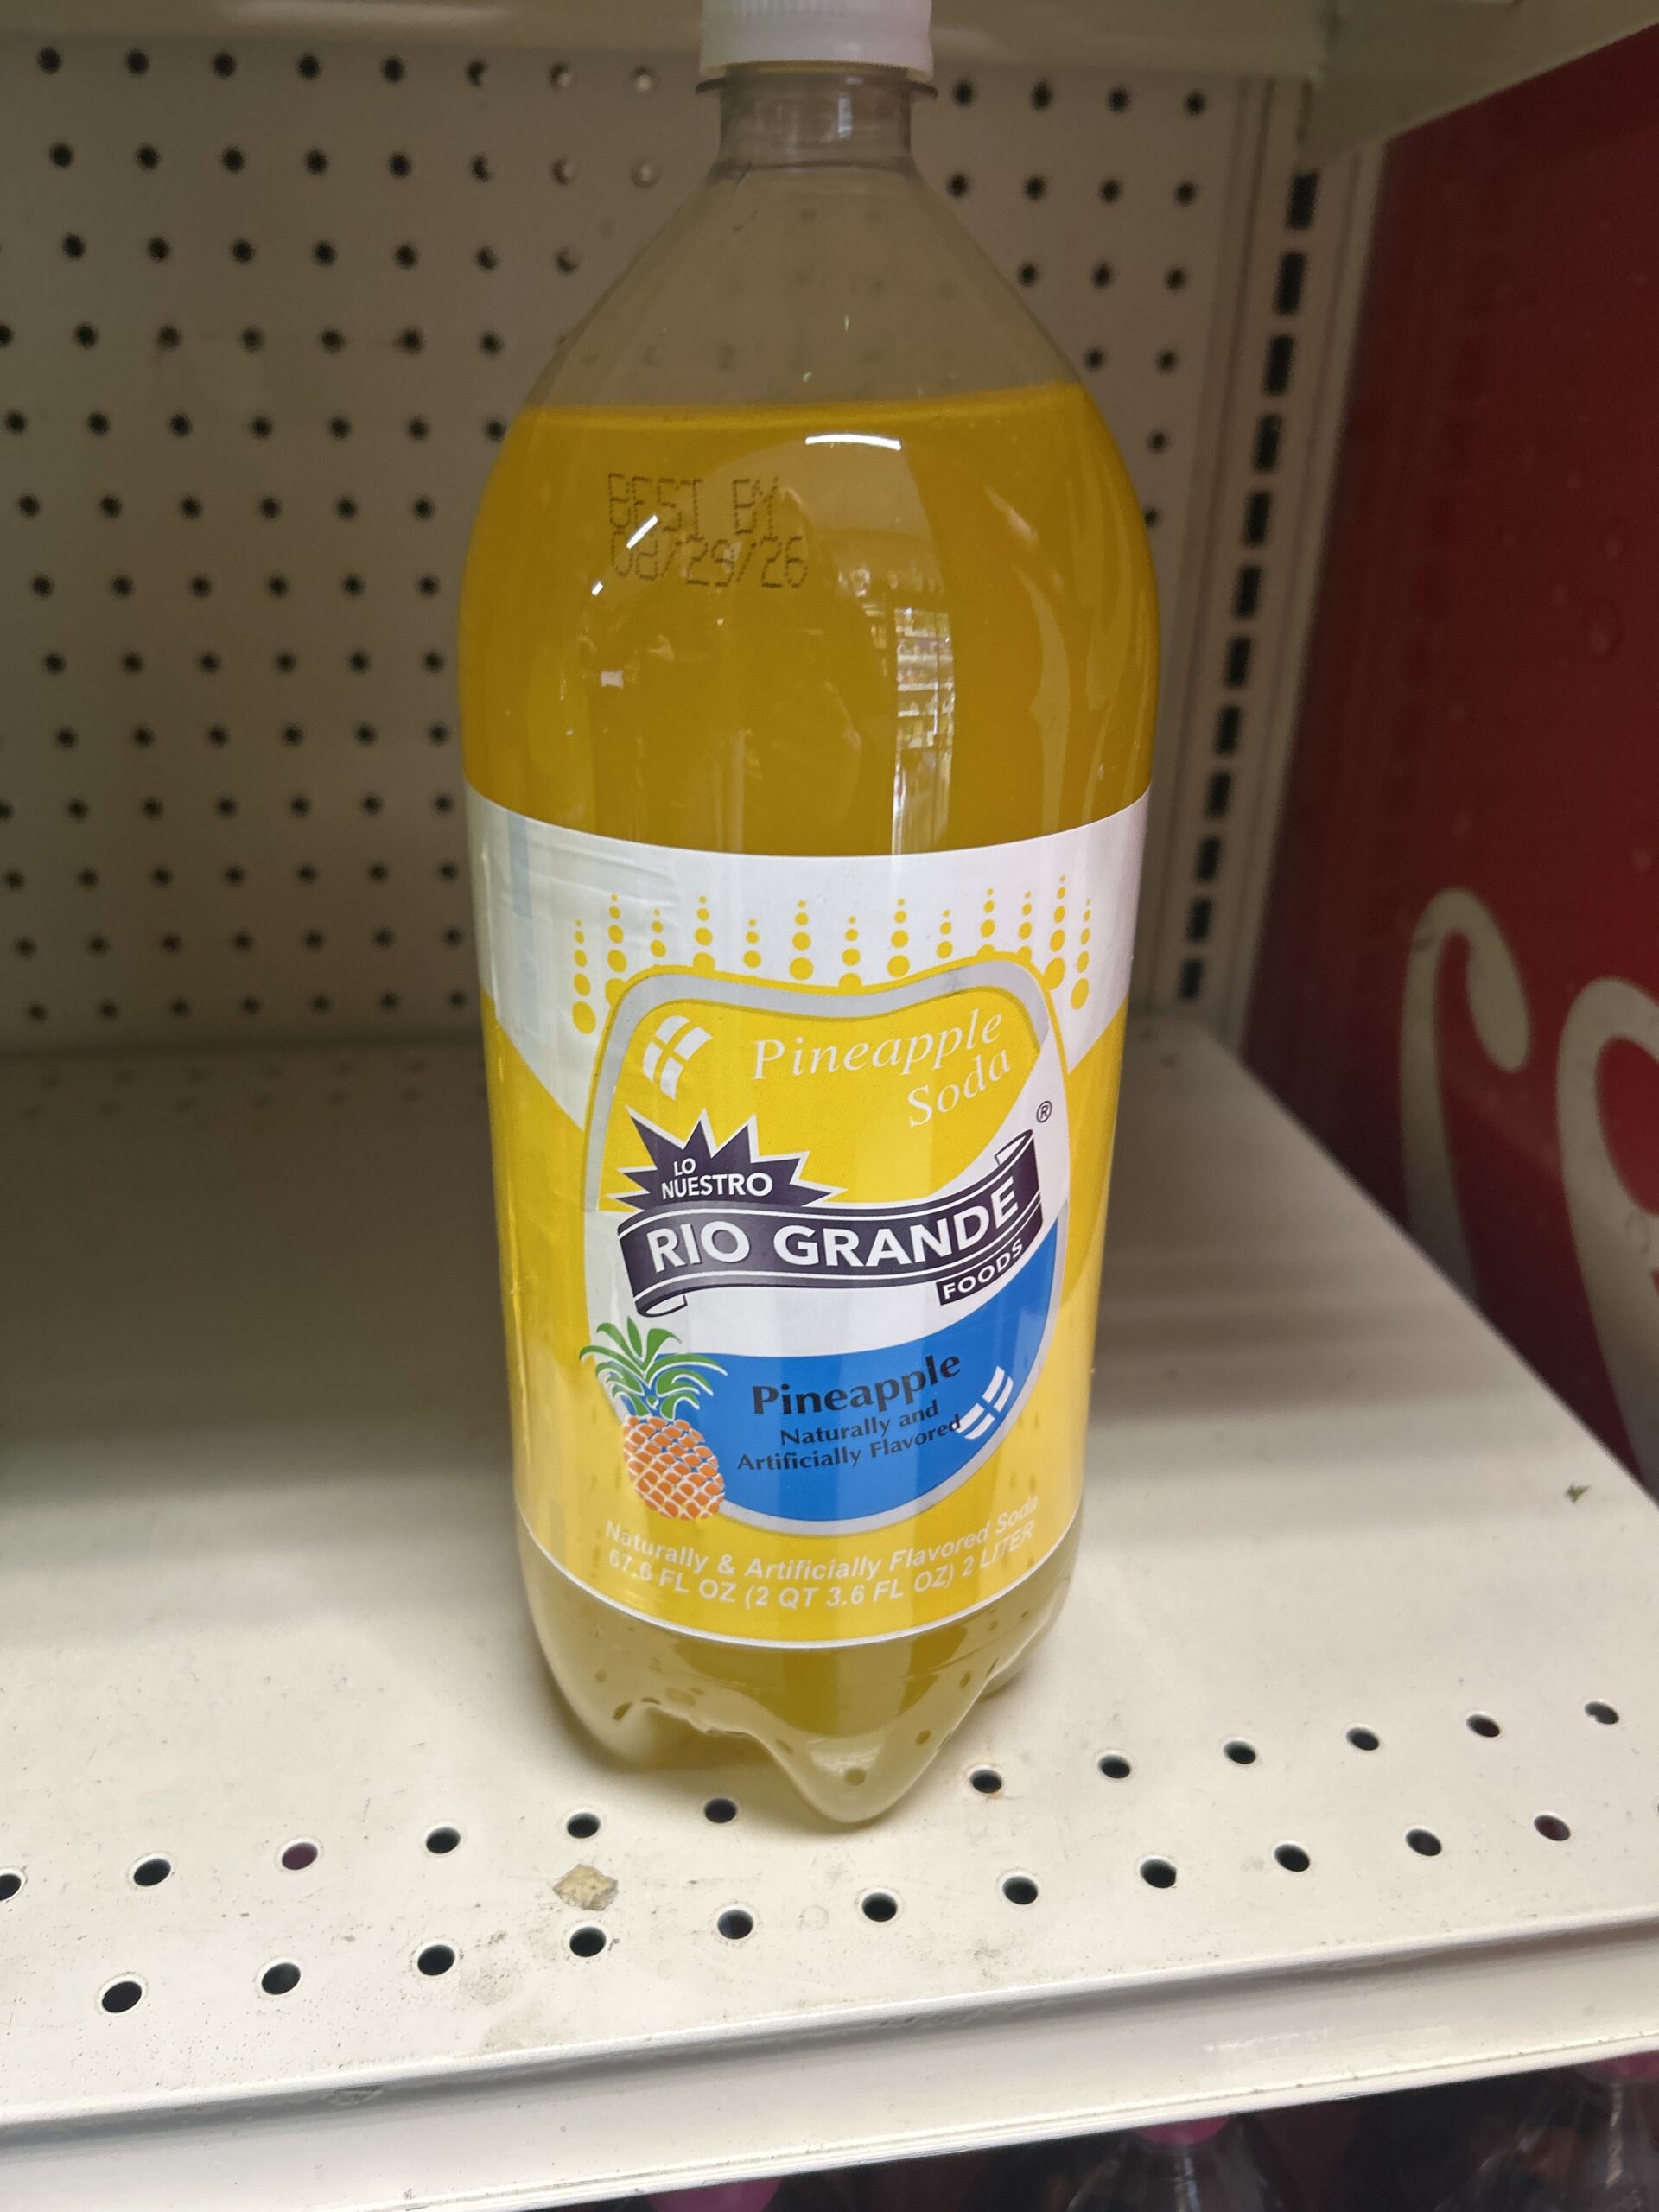 BEST BY
08/29/26
Pineapple
Soda
®
LO
NUESTRO
RIO GRANDE
FOODS
Pineapple
Naturally and
Artificially Flavored
Naturally & Artificially Flavored Soda
67.6 FL OZ (2 QT 3.6 FL OZ) 2 LITER